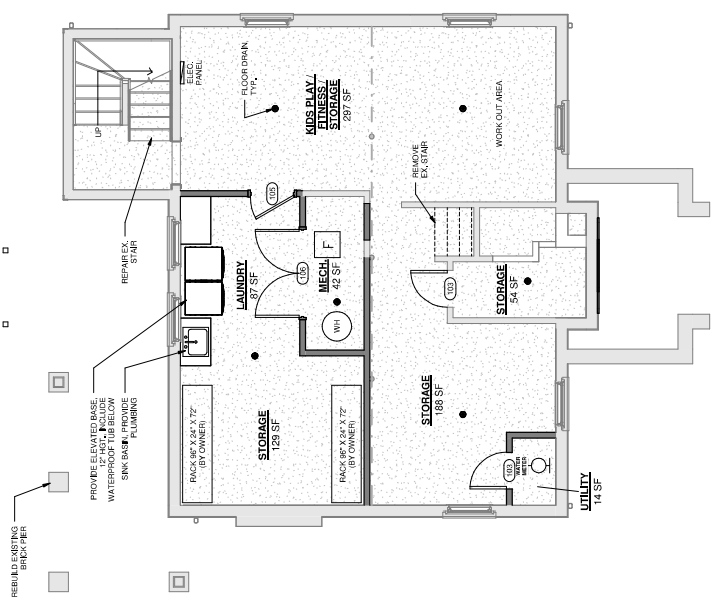 UP
ELEC.
PANEL
FLOOR DRAIN,
TYP.
KIDS PLAY /
FITNESS /
STORAGE
297 SF
WORK OUT AREA
REPAIR EX.
STAIR
REMOVE
EX. STAIR
105
LAUNDRY
87 SF
106
MECH.
42 SF
F
WH
103
STORAGE
54 SF
PROVIDE ELEVATED BASE,
12" HGT., INCLUDE
WATERPROOF TUB BELOW
SINK BASIN, PROVIDE
PLUMBING
RACK 96" X 24" X 72"
(BY OWNER)
STORAGE
129 SF
RACK 96" X 24" X 72"
(BY OWNER)
STORAGE
188 SF
103
WATER
METER
UTILITY
14 SF
REBUILD EXISTING
BRICK PIER